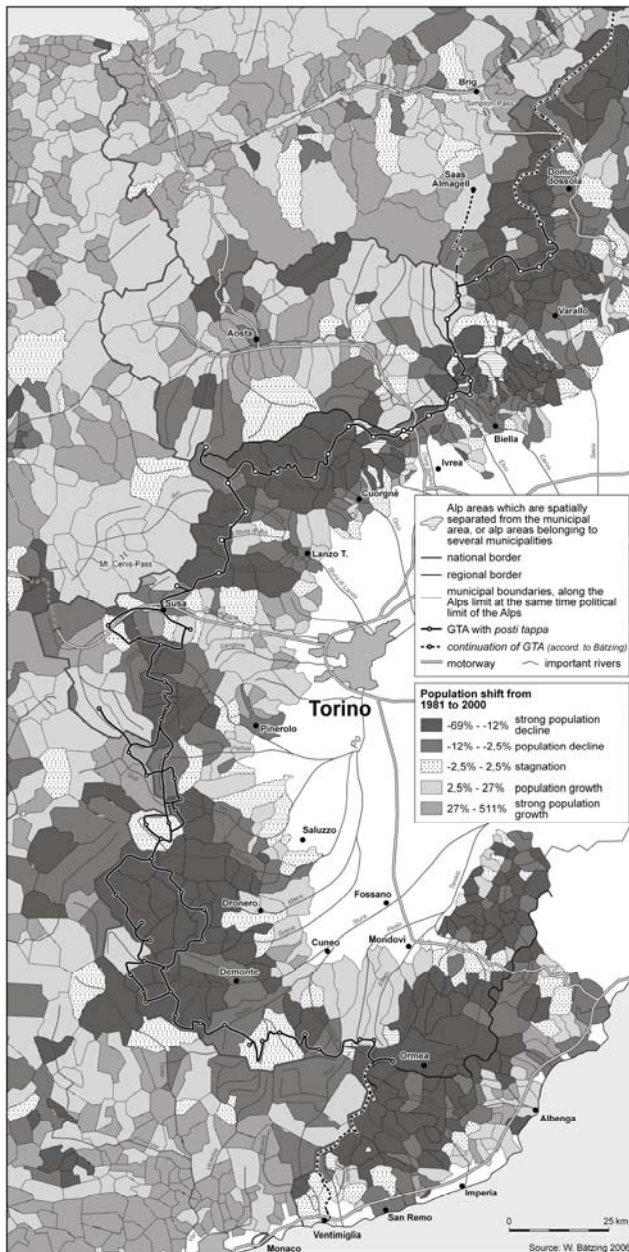 Brig
Simplon-Pass
Saas
Almagell
Domo-
dossola
Varallo
Aosta
Biella
Ivrea
Cuorgnè
Lanzo T.
Mt. Cenis-Pass
Susa
Torino
Pinerolo
Po
Saluzzo
Dronero
Fossano
Cuneo
Mondovi
Demonte
Ormea
Albenga
Imperia
San Remo
Ventimiglia
Monaco
Alp areas which are spatially
separated from the municipal
area, or alp areas belonging to
several municipalities
national border
regional border
municipal boundaries, along the
Alps limit at the same time political
limit of the Alps
GTA with posti tappa
continuation of GTA (accord. to Bätzing)
motorway important rivers
Population shift from
1981 to 2000
-69% - -12% strong population
decline
-12% - -2,5% population decline
-2,5% - 2,5% stagnation
2,5% - 27% population growth
27% - 511% strong population
growth
0 25 km
Source: W. Bätzing 2006